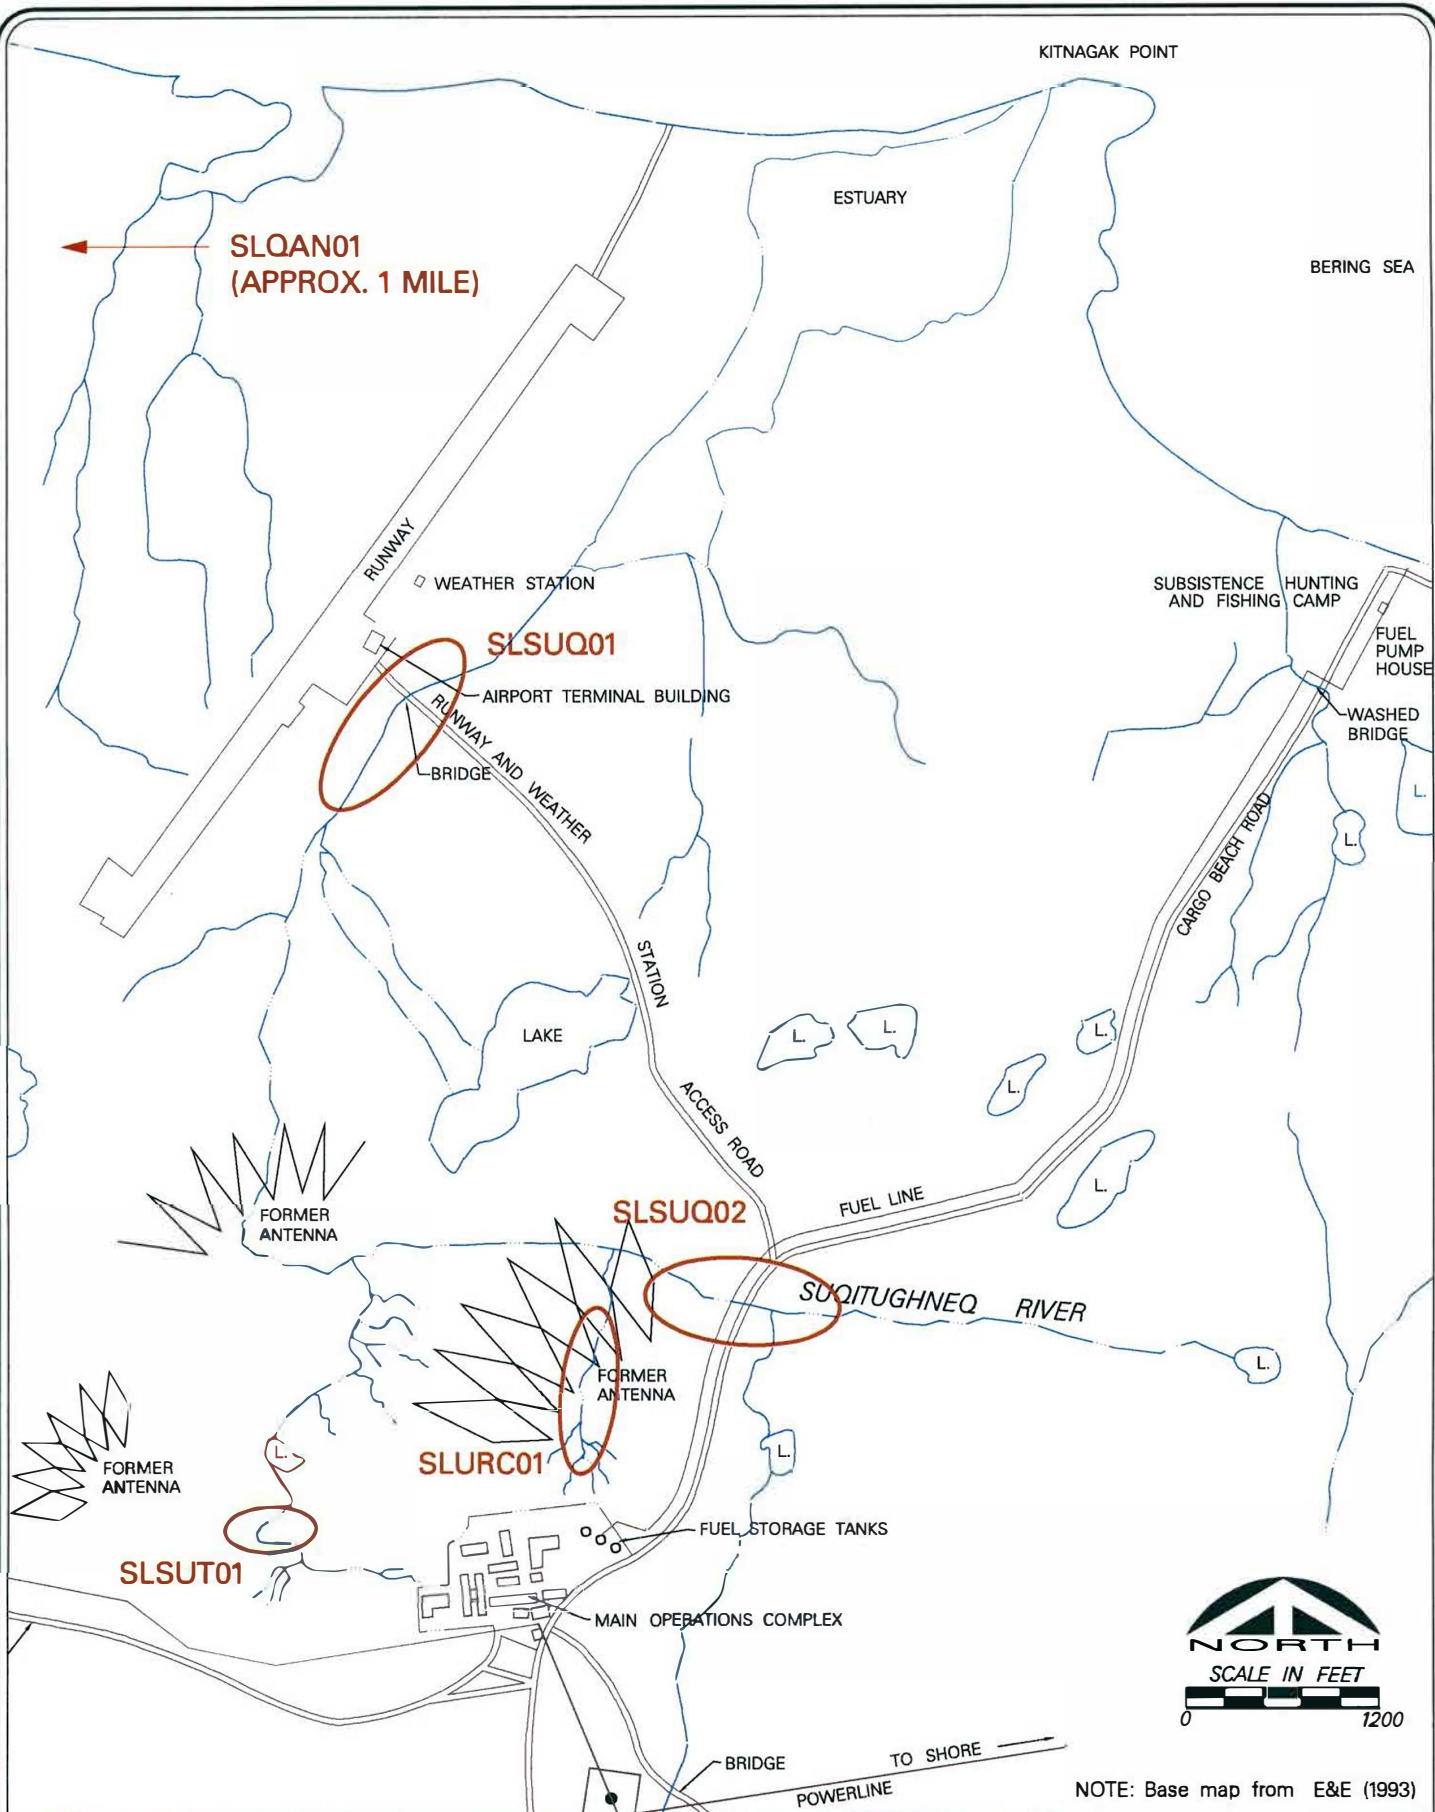 KITNAGAK POINT
ESTUARY
SLQAN01
(APPROX. 1 MILE)
BERING SEA
RUNWAY
WEATHER STATION
SUBSISTENCE HUNTING
AND FISHING CAMP
FUEL
PUMP
HOUSE
SLSUQ01
AIRPORT TERMINAL BUILDING
WASHED
BRIDGE
BRIDGE
RUNWAY AND WEATHER
STATION
ACCESS ROAD
CARGO BEACH ROAD
L.
L.
LAKE
L.
L.
L.
L.
L.
FORMER
ANTENNA
SLSUQ02
FUEL LINE
SUQITUGHNEQ RIVER
L.
FORMER
ANTENNA
SLURC01
L.
L.
FORMER
ANTENNA
SLSUT01
FUEL STORAGE TANKS
MAIN OPERATIONS COMPLEX
NORTH
SCALE IN FEET
0 1200
BRIDGE
TO SHORE
POWERLINE
NOTE: Base map from E&E (1993)